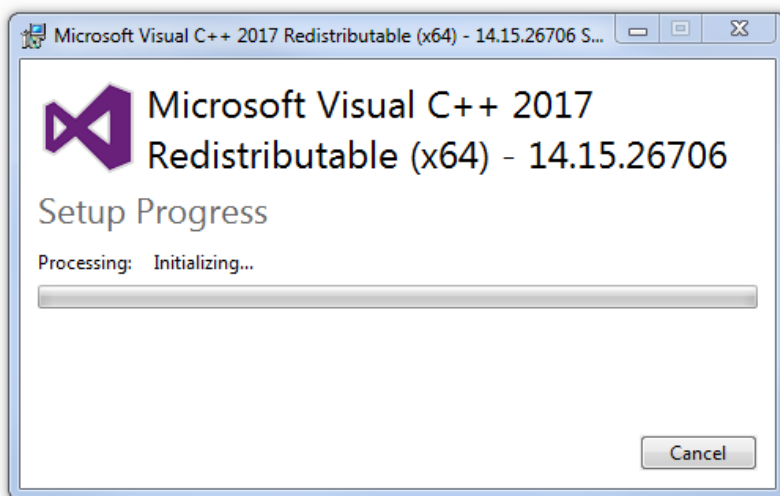 Microsoft Visual C++ 2017 Redistributable (x64) - 14.15.26706 S...
Microsoft Visual C++ 2017
Redistributable (x64) - 14.15.26706
Setup Progress
Processing: Initializing...
Cancel